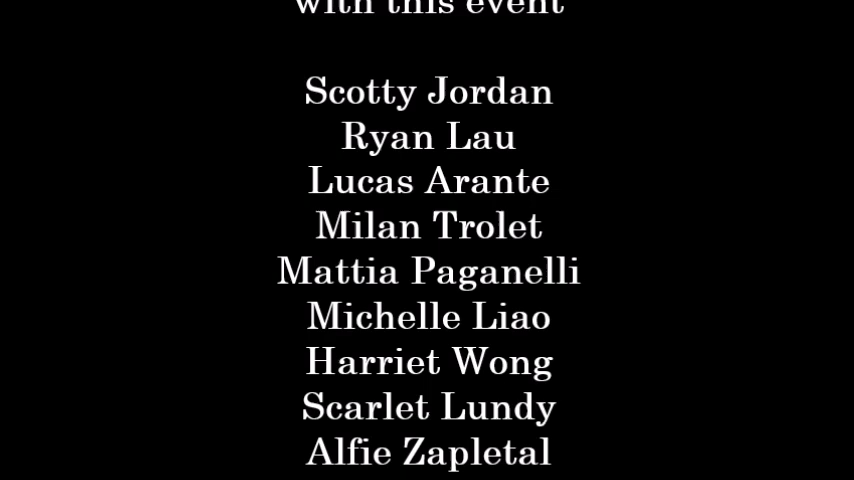 with this event
Scotty Jordan
Ryan Lau
Lucas Arante
Milan Trolet
Mattia Paganelli
Michelle Liao
Harriet Wong
Scarlet Lundy
Alfie Zapletal